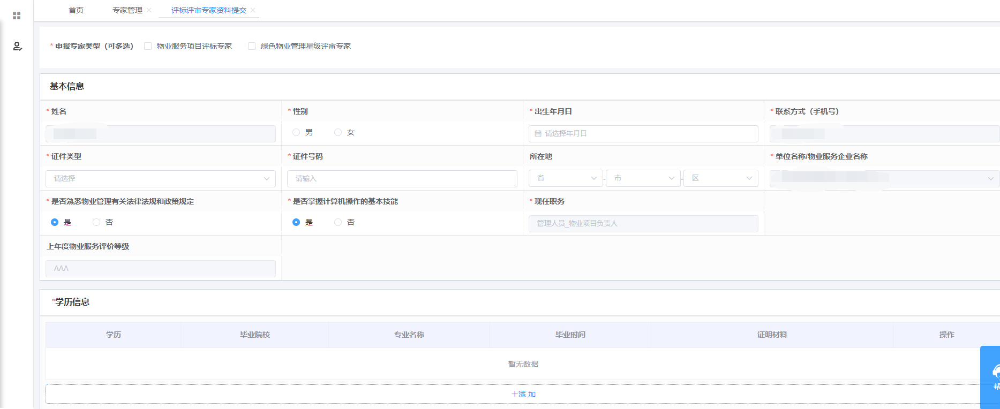 首页 专家管理 评标评审专家资料提交
* 申报专家类型（可多选） 物业服务项目评标专家 绿色物业管理星级评审专家
基本信息
* 姓名 * 性别 * 出生年月日 * 联系方式（手机号）
男 女 请选择年月日
* 证件类型 * 证件号码 所在地 * 单位名称/物业服务企业名称
请选择 请输入 省 - 市 - 区
* 是否熟悉物业管理有关法律法规和政策规定 * 是否掌握计算机操作的基本技能 * 现任职务
是 否 是 否 管理人员_物业项目负责人
上年度物业服务评价等级
AAA
*学历信息
学历 毕业院校 专业名称 毕业时间 证明材料 操作
暂无数据
+添 加